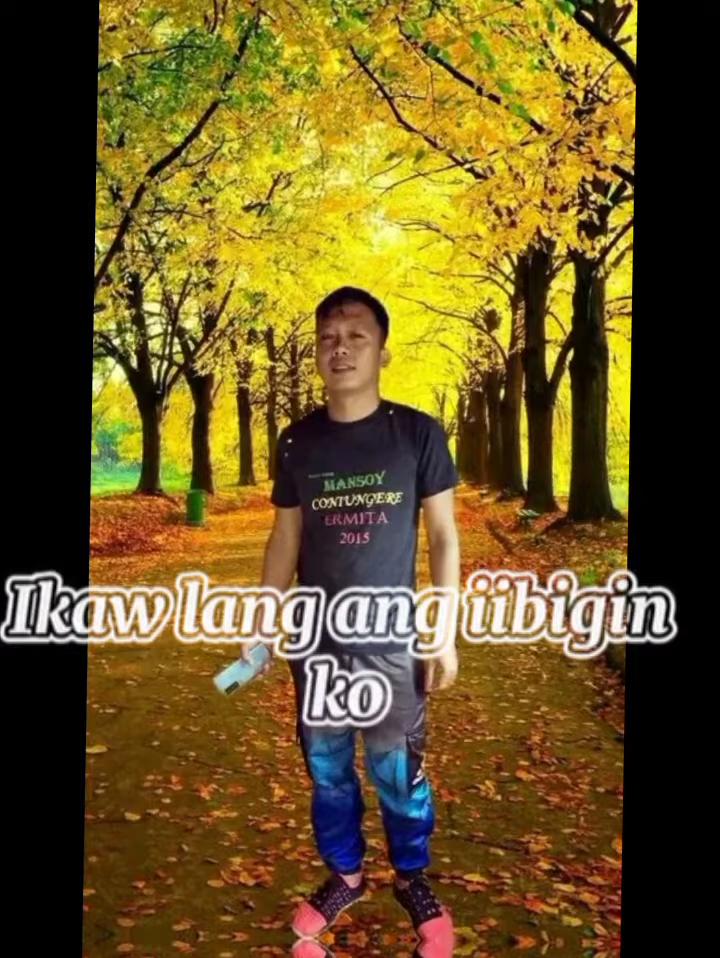 MANSOY
CONTUNGERE
ERMITA
2015
Ikaw lang ang iibigin
ko